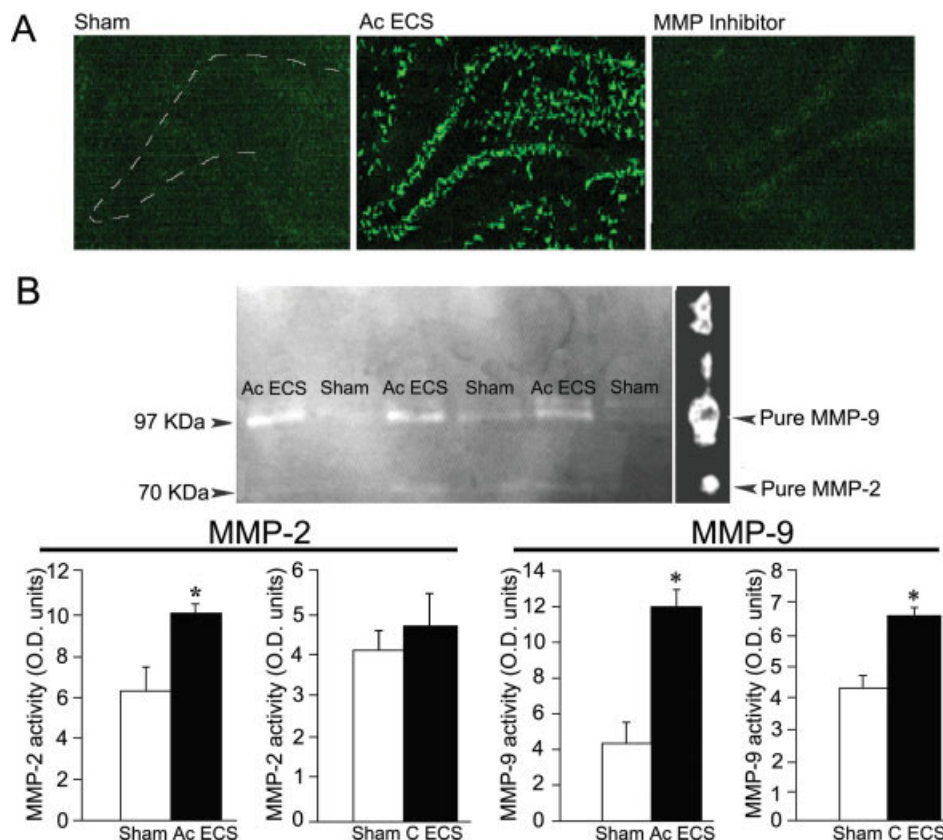 A
Sham
Ac ECS
MMP Inhibitor
B
Ac ECS Sham Ac ECS Sham Ac ECS Sham
97 KDa
Pure MMP-9
70 KDa
Pure MMP-2
MMP-2
MMP-9
MMP-2 activity (O.D. units)
12
10
8
6
4
2
0
Sham Ac ECS
MMP-2 activity (O.D. units)
6
5
4
3
2
1
0
Sham C ECS
MMP-9 activity (O.D. units)
14
12
10
8
6
4
2
0
Sham Ac ECS
MMP-9 activity (O.D. units)
8
7
6
5
4
3
2
1
0
Sham C ECS
*
*
*